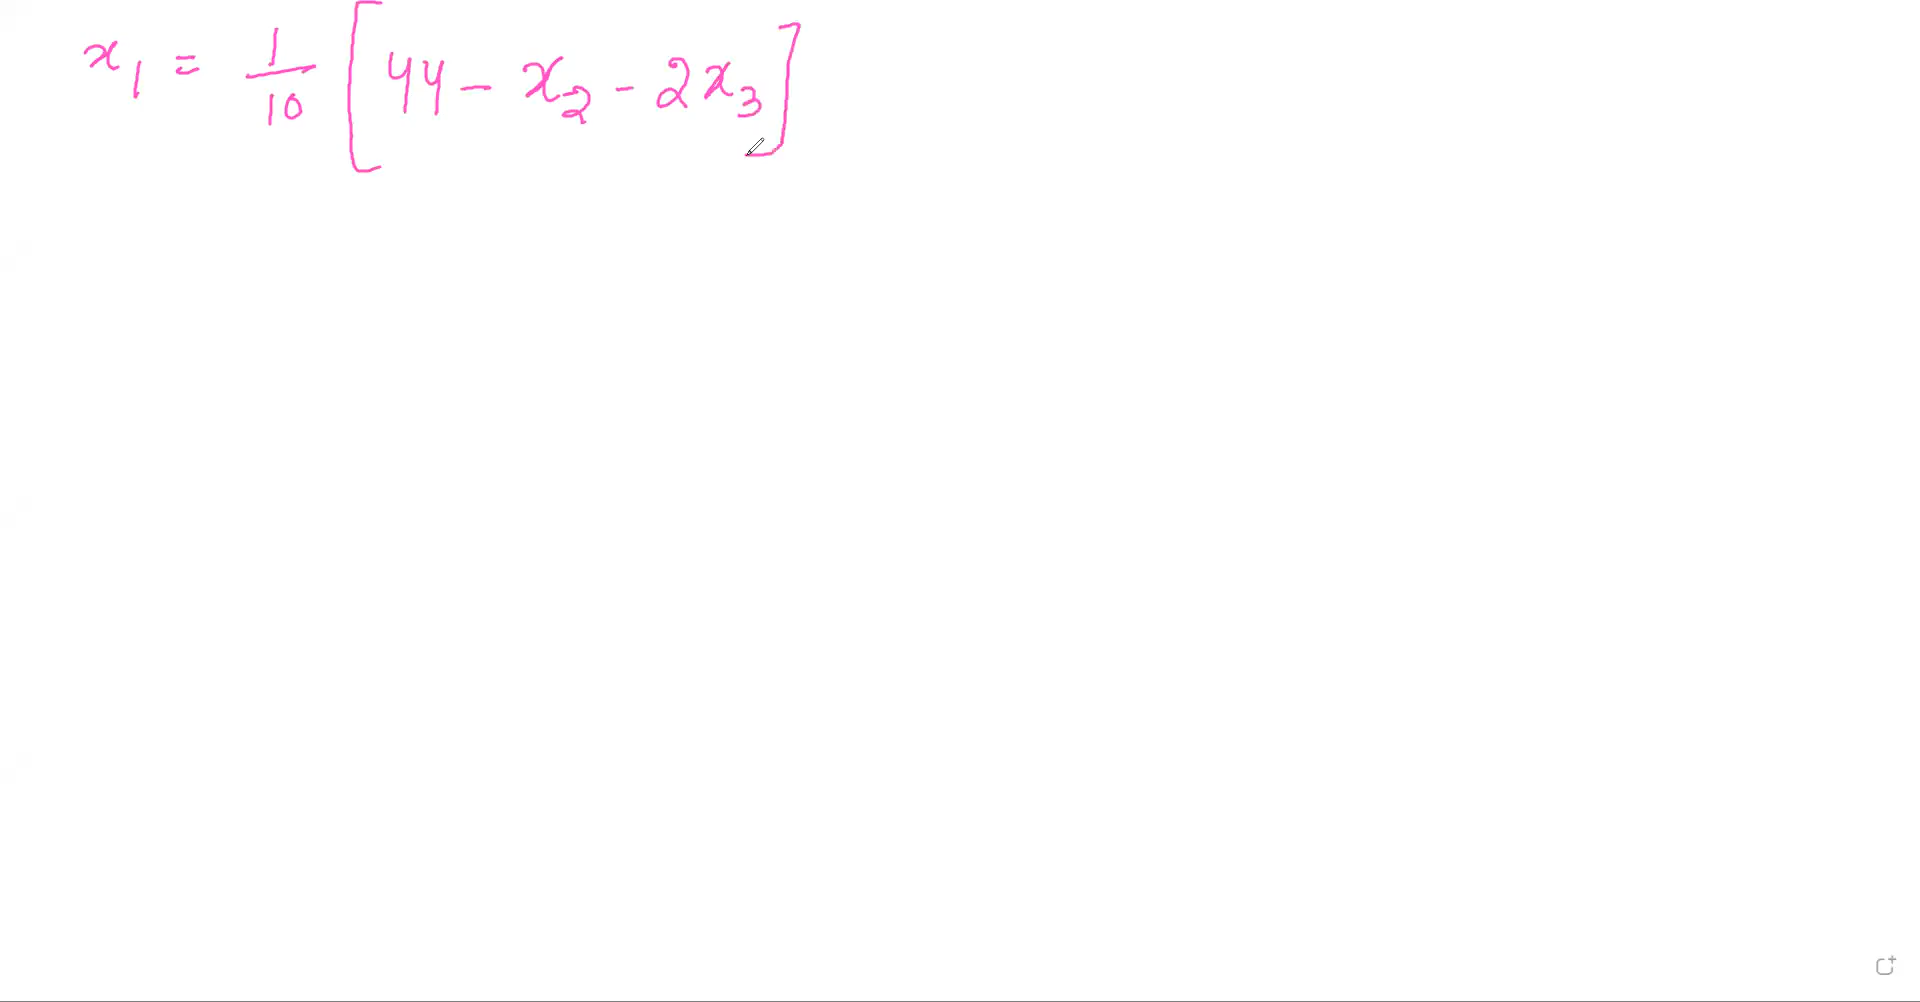 x₁ = 1/10 [44 - x₂ - 2x₃]